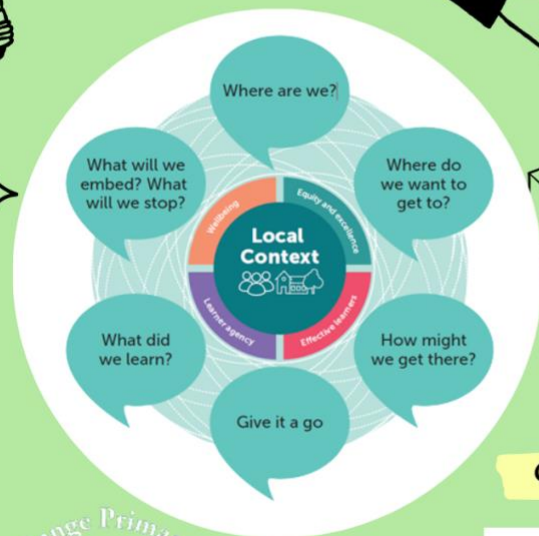 Where are we?
Where do
we want to
get to?
How might
we get there?
Give it a go
What did
we learn?
What will we
embed? What
will we stop?
Wellbeing
Equity and excellence
Local
Context
Learner agency
Effective learners